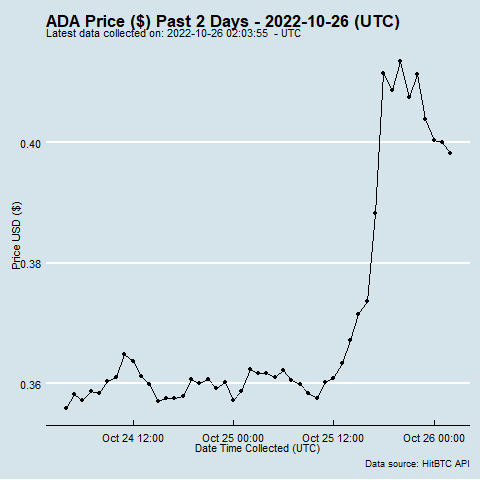 ADA Price ($) Past 2 Days - 2022-10-26 (UTC)
Latest data collected on: 2022-10-26 02:03:55 - UTC
0.40
0.38
0.36
Price USD ($)
Oct 24 12:00 Oct 25 00:00 Oct 25 12:00 Oct 26 00:00
Date Time Collected (UTC)
Data source: HitBTC API